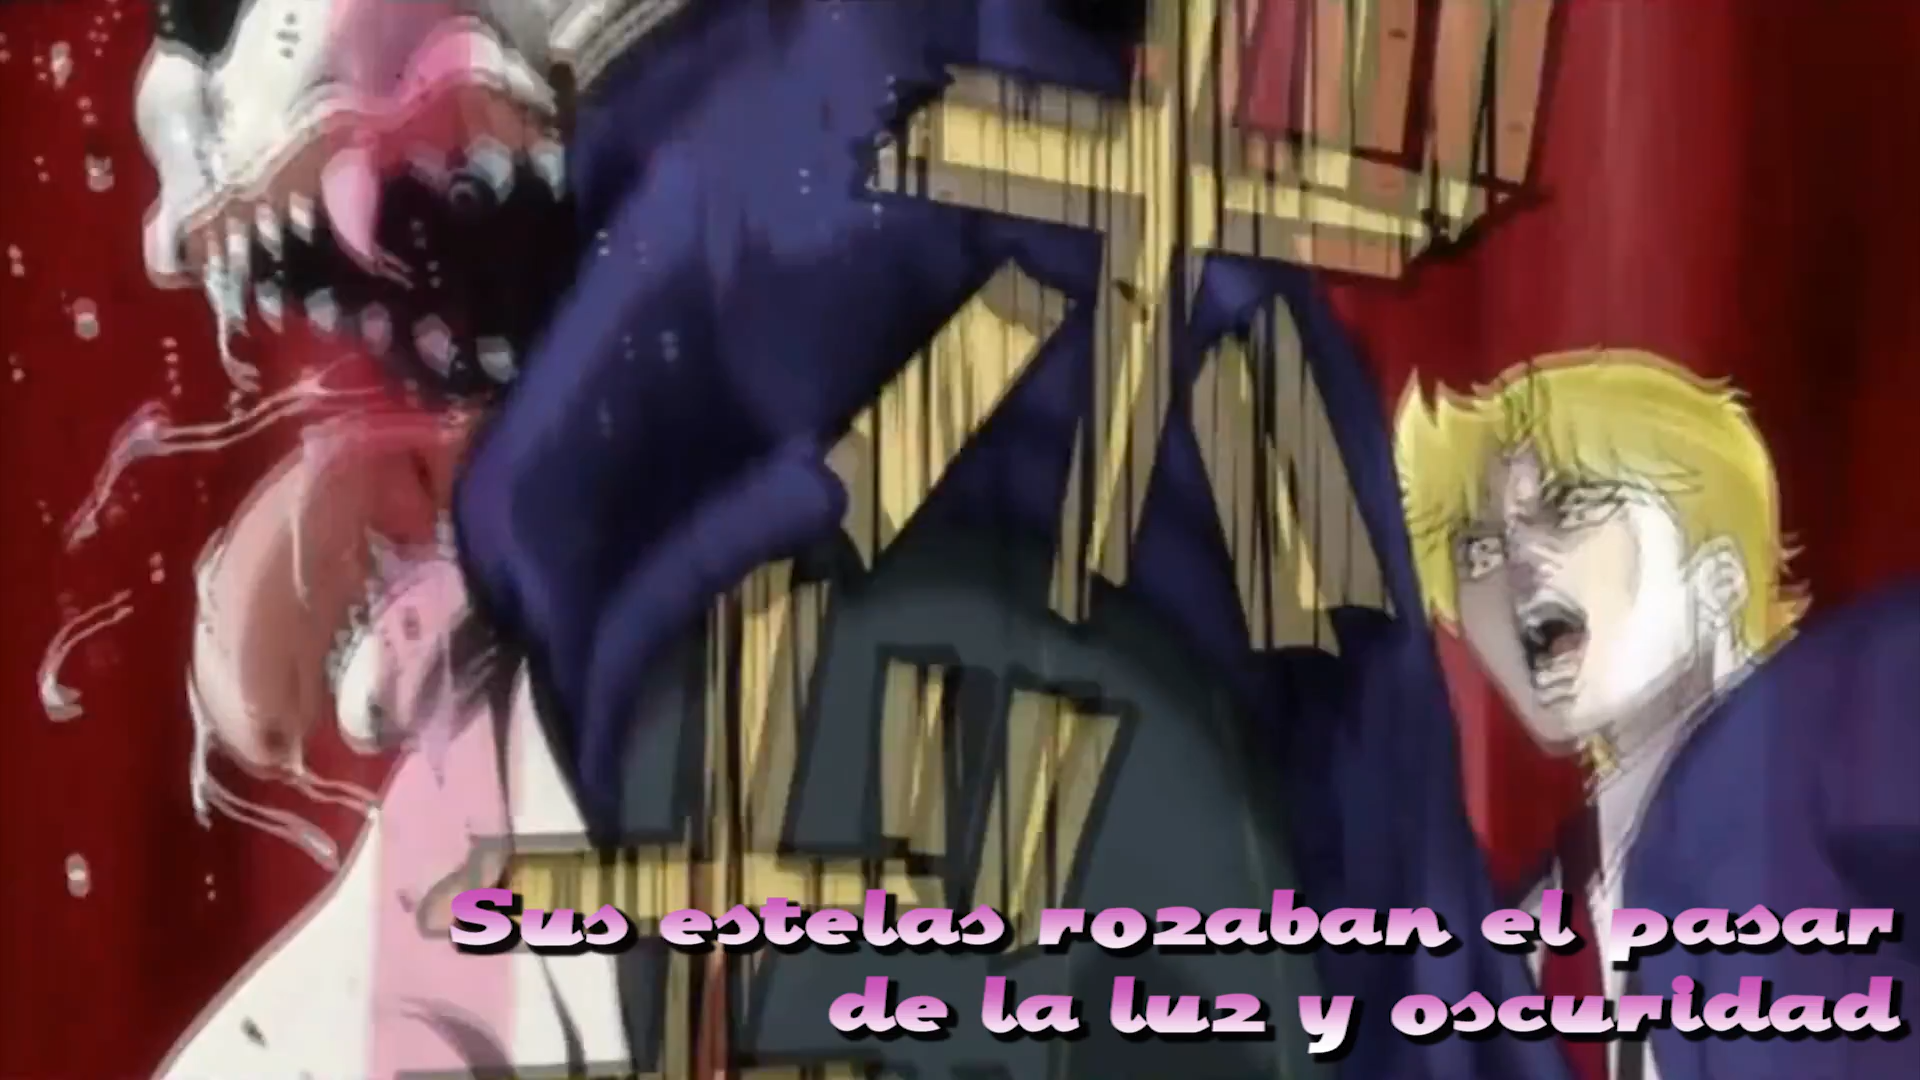 Sus estelas rozaban el pasar
de la luz y oscuridad